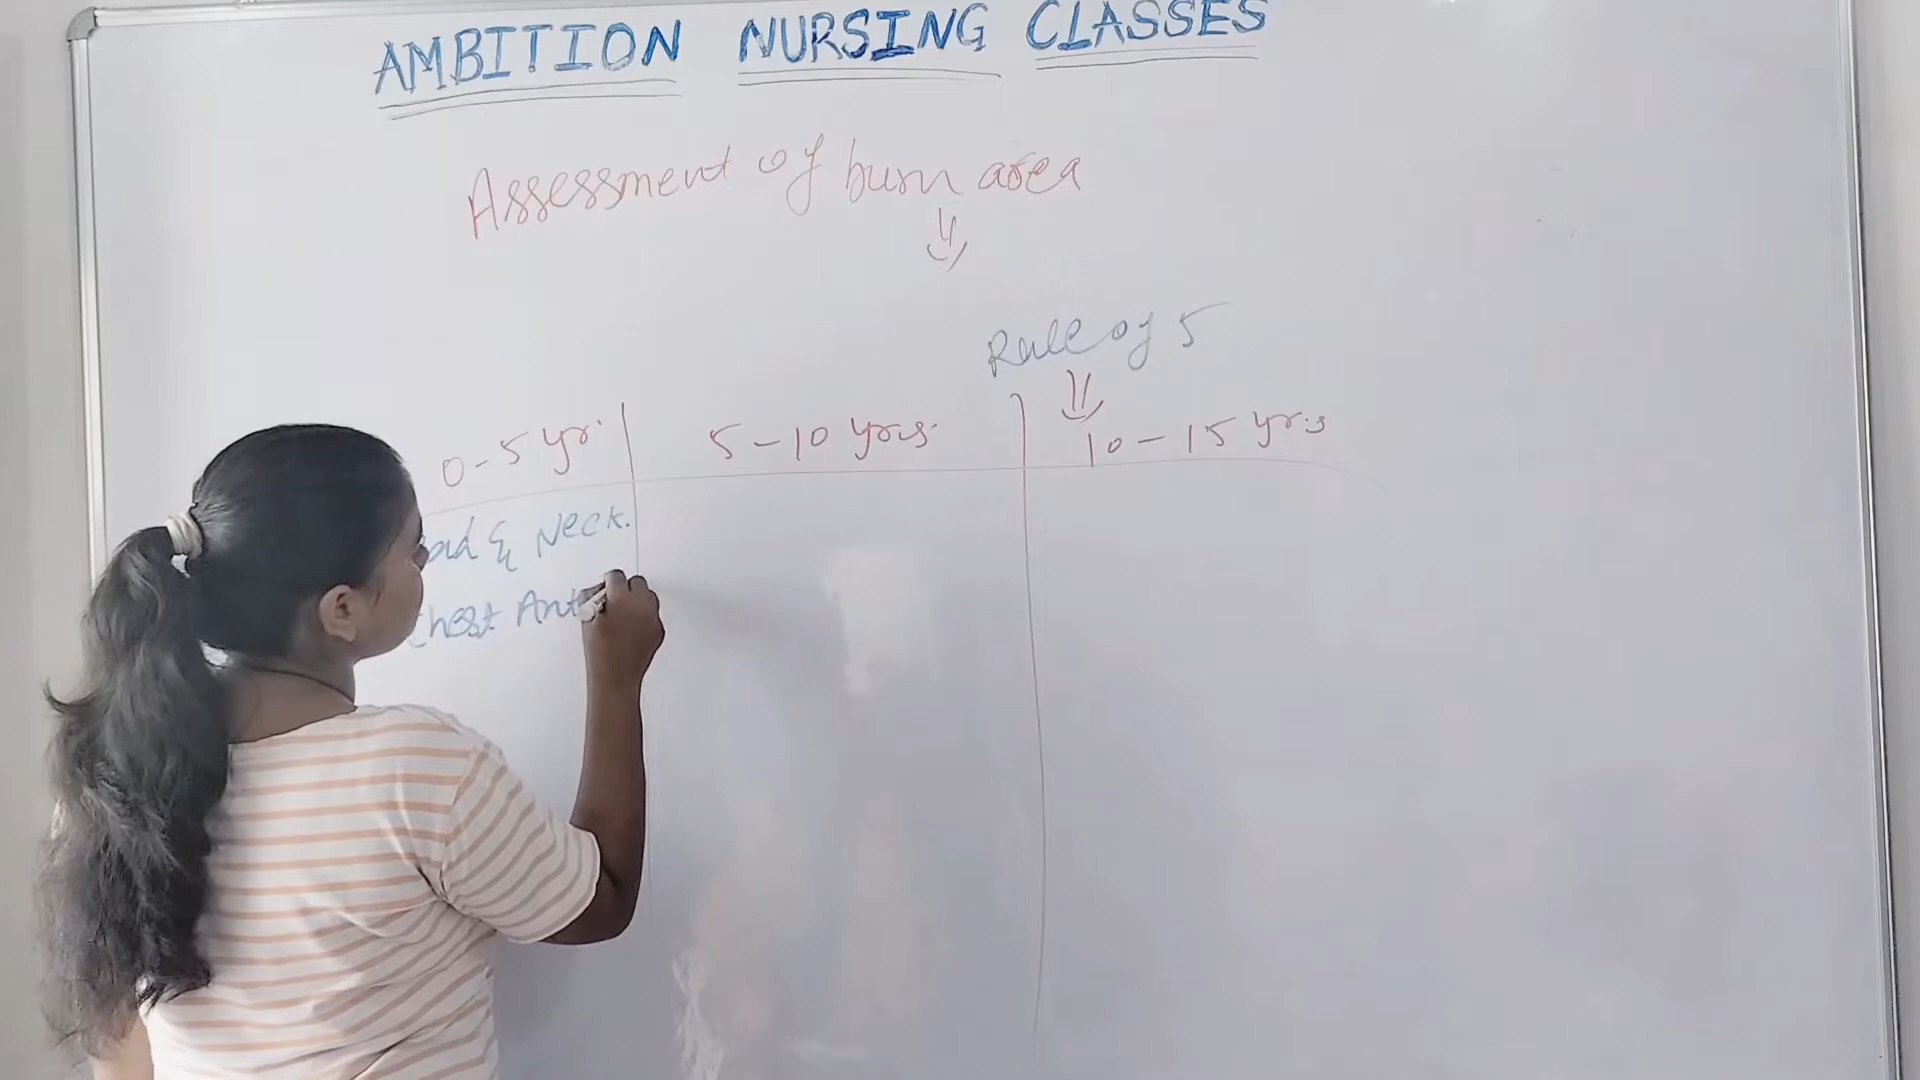 AMBITION NURSING CLASSES
Assessment of burn area
Rule of 5
0-5 yr. 5-10 yrs. 10-15 yrs
& Neck.
Chest